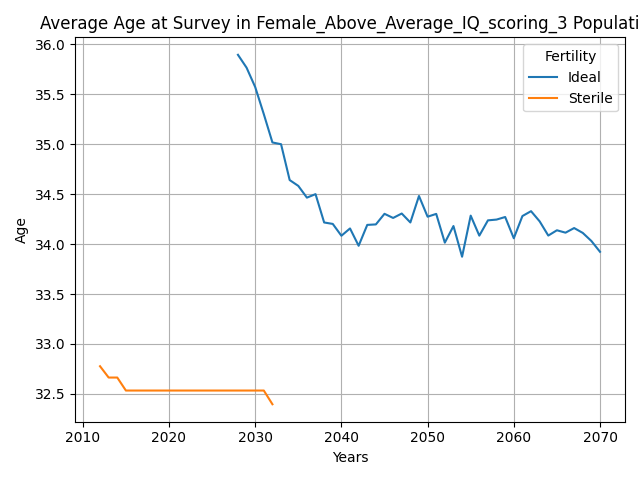 Average Age at Survey in Female_Above_Average_IQ_scoring_3 Populati
Fertility
Ideal
Sterile
Age
36.0
35.5
35.0
34.5
34.0
33.5
33.0
32.5
2010 2020 2030 2040 2050 2060 2070
Years